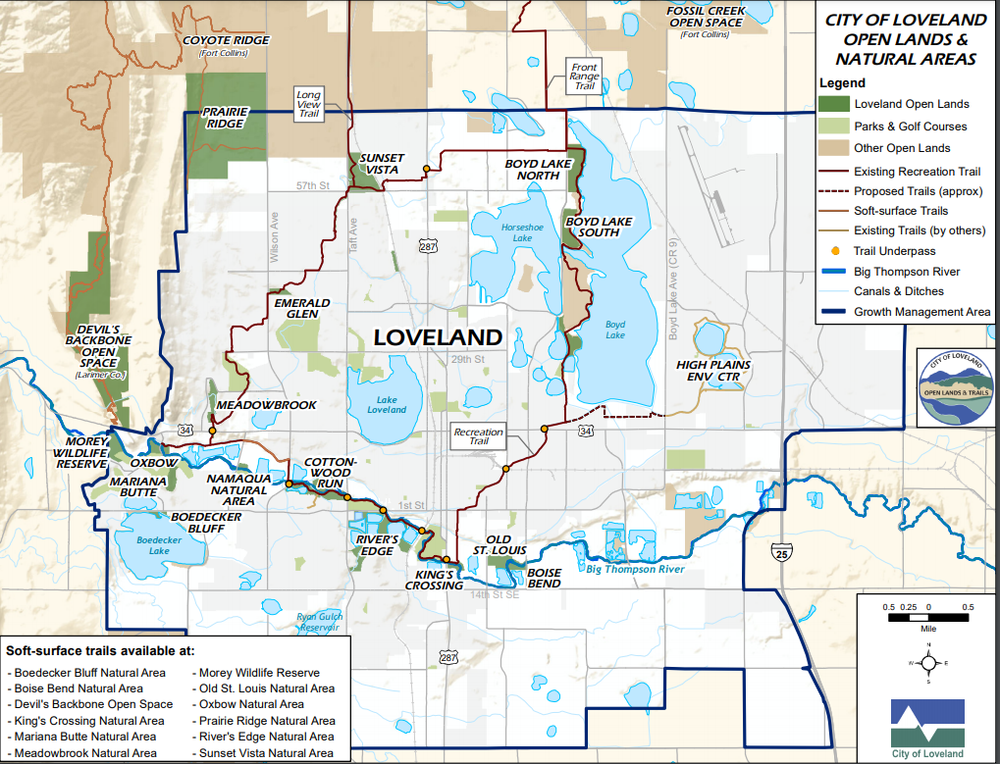 COYOTE RIDGE
(Fort Collins)
FOSSIL CREEK
OPEN SPACE
(Fort Collins)
CITY OF LOVELAND
OPEN LANDS &
NATURAL AREAS
Legend
Loveland Open Lands
Parks & Golf Courses
Other Open Lands
Existing Recreation Trail
Proposed Trails (approx)
Soft-surface Trails
Existing Trails (by others)
Trail Underpass
Big Thompson River
Canals & Ditches
Growth Management Area
Front
Range
Trail
Long
View
Trail
PRAIRIE
RIDGE
SUNSET
VISTA
BOYD LAKE
NORTH
57th St
Wilson Ave
Taft Ave
287
Horseshoe
Lake
BOYD LAKE
SOUTH
Boyd Lake Ave (CR 9)
EMERALD
GLEN
DEVIL'S
BACKBONE
OPEN
SPACE
(Larimer Co.)
LOVELAND
Boyd
Lake
29th St
HIGH PLAINS
ENV CTR
CITY OF LOVELAND
OPEN LANDS & TRAILS
MEADOWBROOK
Lake
Loveland
34
Recreation
Trail
34
MOREY
WILDLIFE
RESERVE
OXBOW
MARIANA
BUTTE
NAMAQUA
NATURAL
AREA
COTTON-
WOOD
RUN
1st St
BOEDECKER
BLUFF
Boedecker
Lake
RIVER'S
EDGE
OLD
ST. LOUIS
KING'S
CROSSING
BOISE
BEND
Big Thompson River
14th St SE
25
Ryan Gulch
Reservoir
287
0.5 0.25 0 0.5
Mile
N
W E
S
City of Loveland
Soft-surface trails available at:
- Boedecker Bluff Natural Area
- Boise Bend Natural Area
- Devil's Backbone Open Space
- King's Crossing Natural Area
- Mariana Butte Natural Area
- Meadowbrook Natural Area
- Morey Wildlife Reserve
- Old St. Louis Natural Area
- Oxbow Natural Area
- Prairie Ridge Natural Area
- River's Edge Natural Area
- Sunset Vista Natural Area